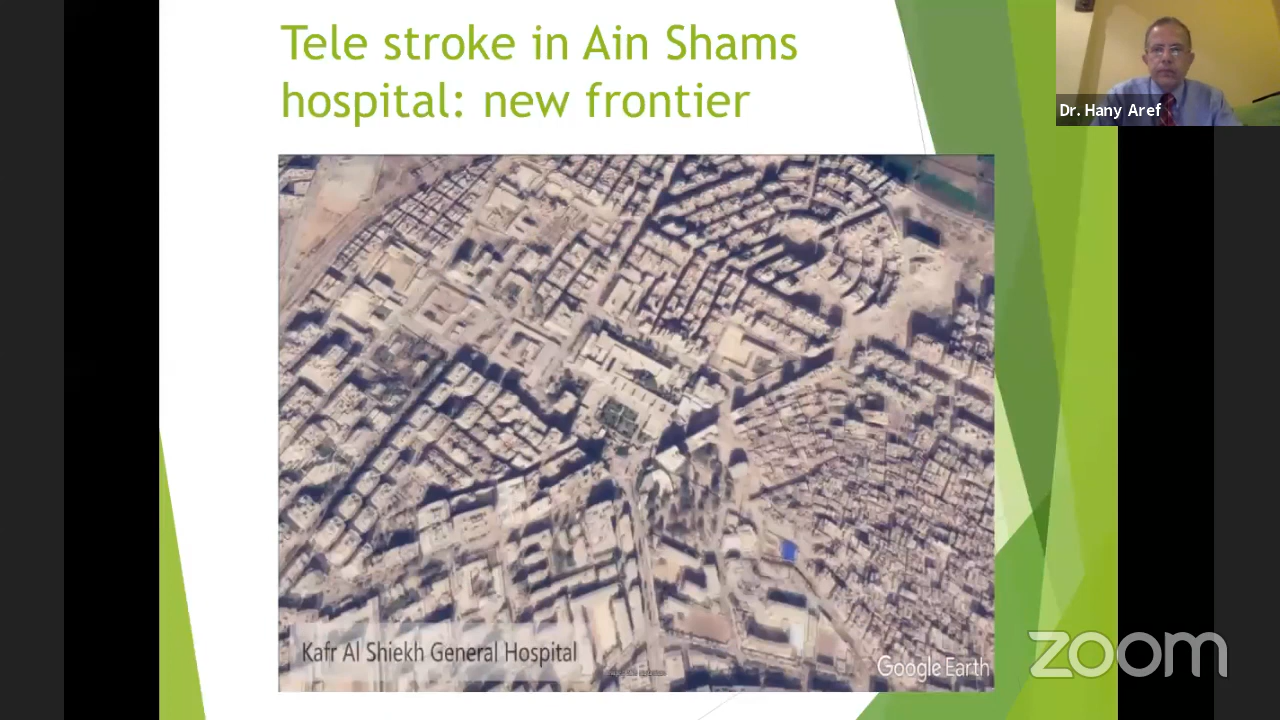 Tele stroke in Ain Shams
hospital: new frontier
Dr. Hany Aref
Kafr Al Shiekh General Hospital
Google Earth
zoom